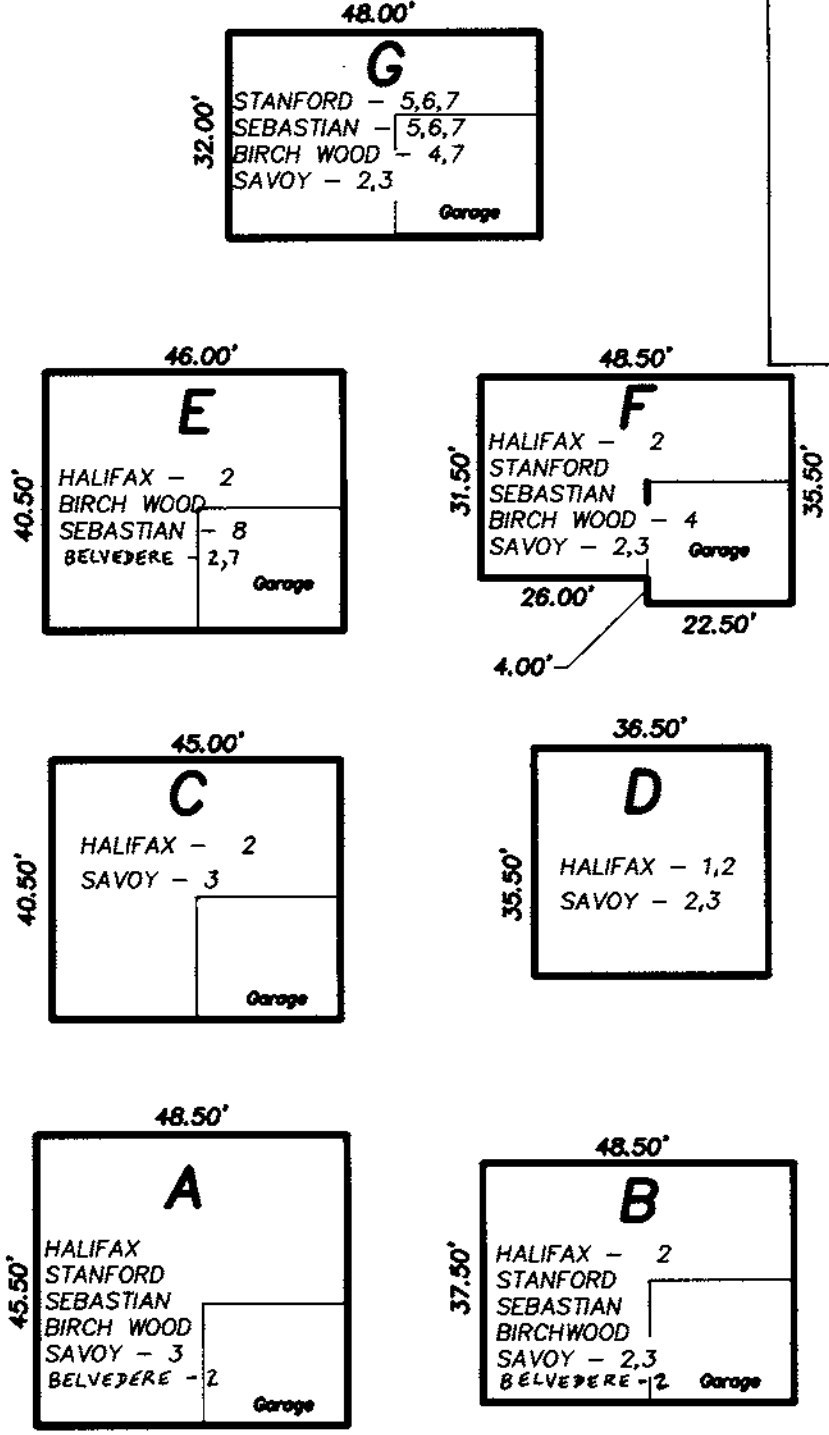 48.00'
G
32.00'
STANFORD - 5,6,7
SEBASTIAN - 5,6,7
BIRCH WOOD - 4,7
SAVOY - 2,3
Garage
46.00'
E
40.50'
HALIFAX - 2
BIRCH WOOD
SEBASTIAN - 8
BELVEDERE - 2,7
Garage
48.50'
F
31.50'
35.50'
HALIFAX - 2
STANFORD
SEBASTIAN
BIRCH WOOD - 4
SAVOY - 2,3
Garage
26.00'
22.50'
4.00'
45.00'
C
40.50'
HALIFAX - 2
SAVOY - 3
Garage
36.50'
D
35.50'
HALIFAX - 1,2
SAVOY - 2,3
48.50'
A
45.50'
HALIFAX
STANFORD
SEBASTIAN
BIRCH WOOD
SAVOY - 3
BELVEDERE - 2
Garage
48.50'
B
37.50'
HALIFAX - 2
STANFORD
SEBASTIAN
BIRCHWOOD
SAVOY - 2,3
BELVEDERE - 2
Garage